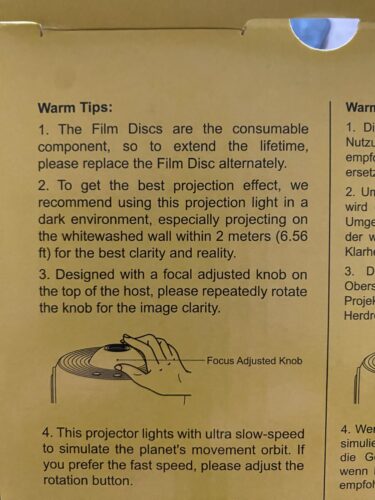 Warm Tips:
1. The Film Discs are the consumable
component, so to extend the lifetime,
please replace the Film Disc alternately.
2. To get the best projection effect, we
recommend using this projection light in a
dark environment, especially projecting on
the whitewashed wall within 2 meters (6.56
ft) for the best clarity and reality.
3. Designed with a focal adjusted knob on
the top of the host, please repeatedly rotate
the knob for the image clarity.
Focus Adjusted Knob
4. This projector lights with ultra slow-speed
to simulate the planet's movement orbit. If
you prefer the fast speed, please adjust the
rotation button.
Warm
1. Di
Nutzu
empfo
ersetz
2. Um
wird
Umge
der w
Klarhe
3. D
Obers
Projek
Herdro
4. Wen
simulie
die Ge
wenn
empfoh